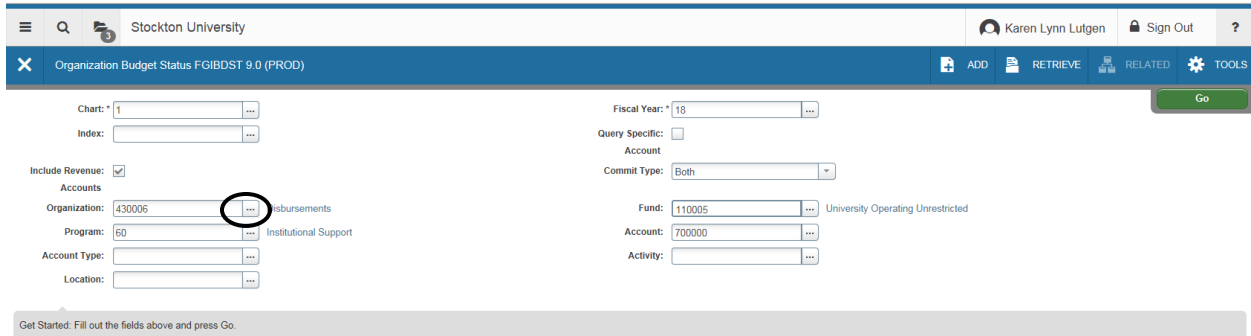 3 Stockton University Karen Lynn Lutgen Sign Out ?
Organization Budget Status FGIBDST 9.0 (PROD) ADD RETRIEVE RELATED TOOLS
Go
Chart: * 1 ... Fiscal Year: * 18 ...
Index: ... Query Specific:
Account
Include Revenue: Commit Type: Both
Accounts
Organization: 430006 ... Disbursements Fund: 110005 ... University Operating Unrestricted
Program: 60 ... Institutional Support Account: 700000 ...
Account Type: ... Activity: ...
Location: ...
Get Started: Fill out the fields above and press Go.